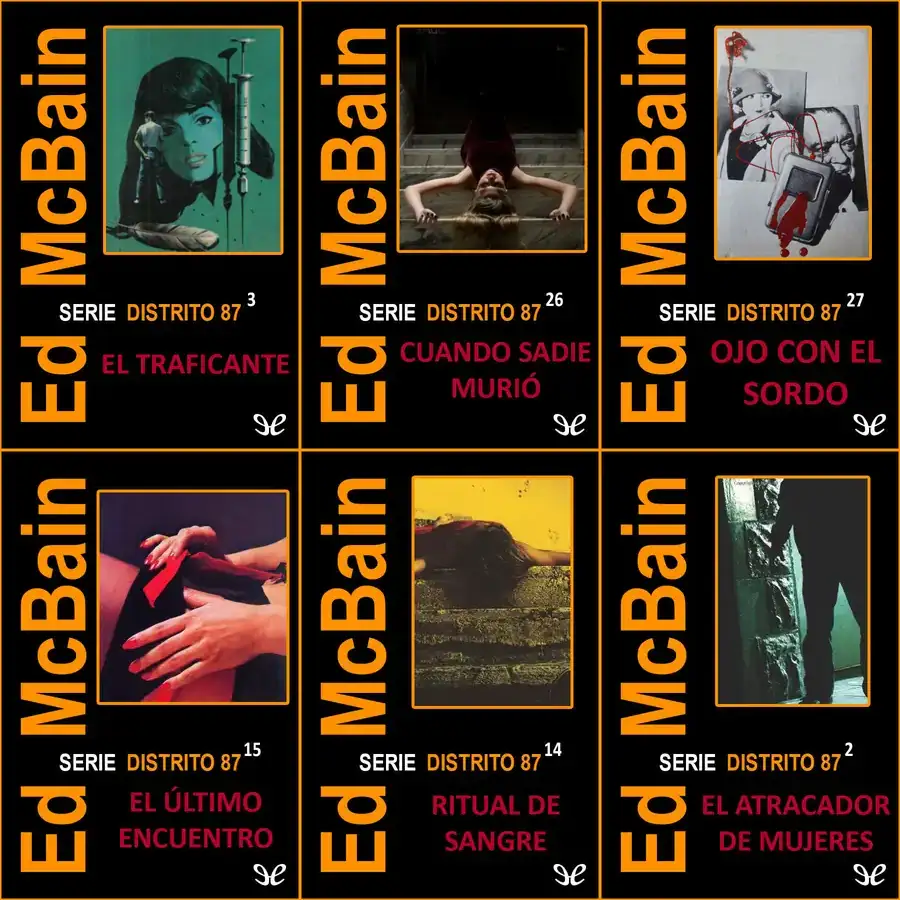 Ed McBain
SERIE DISTRITO 87 3
EL TRAFICANTE
Ed McBain
SERIE DISTRITO 87 26
CUANDO SADIE
MURIÓ
Ed McBain
SERIE DISTRITO 87 27
OJO CON EL
SORDO
Ed McBain
SERIE DISTRITO 87 15
EL ÚLTIMO
ENCUENTRO
Ed McBain
SERIE DISTRITO 87 14
RITUAL DE
SANGRE
Ed McBain
SERIE DISTRITO 87 2
EL ATRACADOR
DE MUJERES